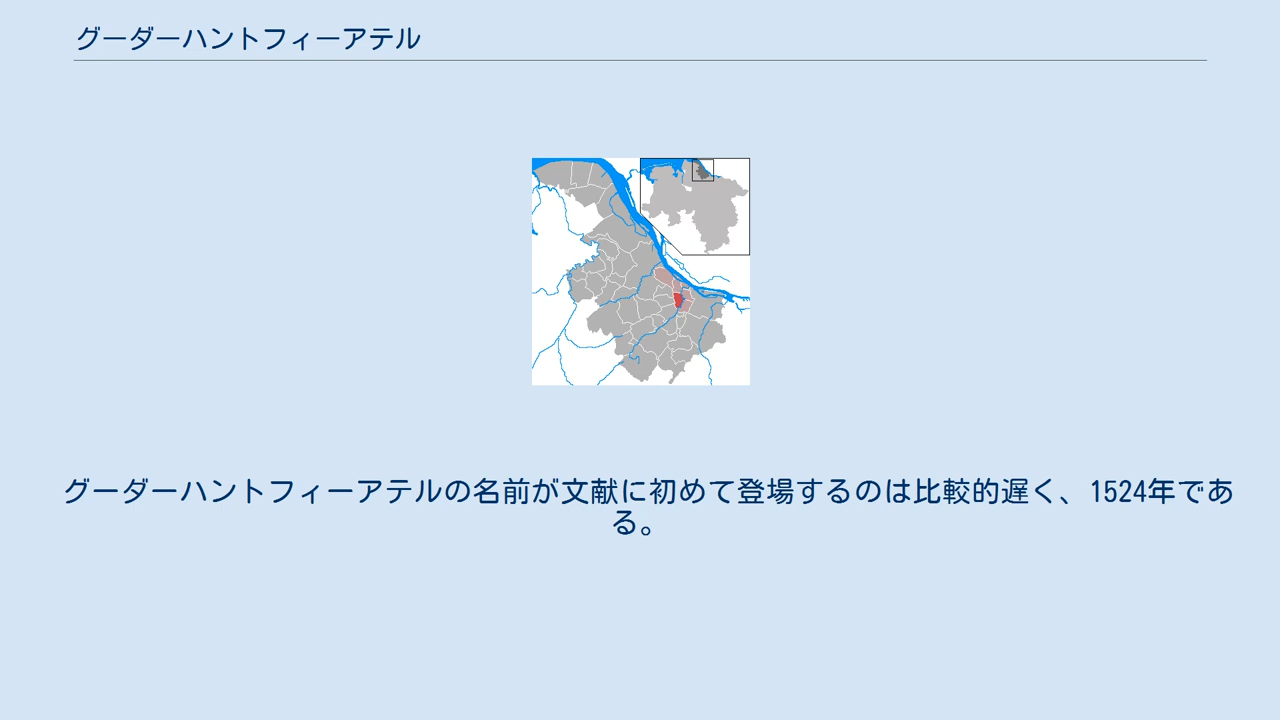 グーダーハントフィーアテル
グーダーハントフィーアテルの名前が文献に初めて登場するのは比較的遅く、1524年であ
る。